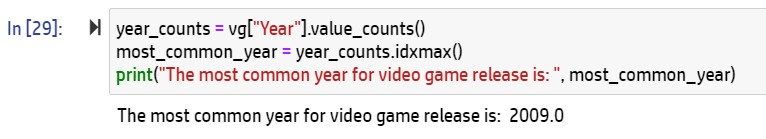 In [29]:
year_counts = vg["Year"].value_counts()
most_common_year = year_counts.idxmax()
print("The most common year for video game release is: ", most_common_year)
The most common year for video game release is:  2009.0